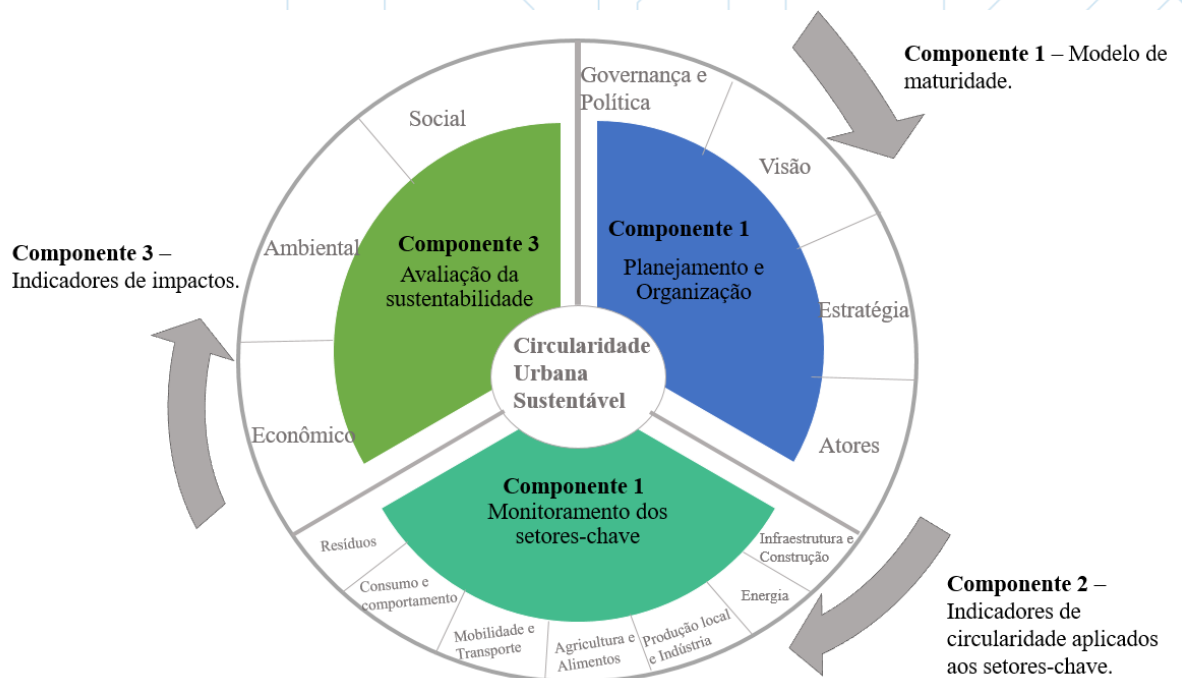 Componente 1 – Modelo de
maturidade.
Governança e
Política
Visão
Estratégia
Atores
Social
Ambiental
Econômico
Componente 3 –
Indicadores de impactos.
Componente 3
Avaliação da
sustentabilidade
Componente 1
Planejamento e
Organização
Circularidade
Urbana
Sustentável
Componente 1
Monitoramento dos
setores-chave
Resíduos
Consumo e
comportamento
Mobilidade e
Transporte
Agricultura e
Alimentos
Produção local
e Indústria
Energia
Infraestrutura e
Construção
Componente 2 –
Indicadores de
circularidade aplicados
aos setores-chave.